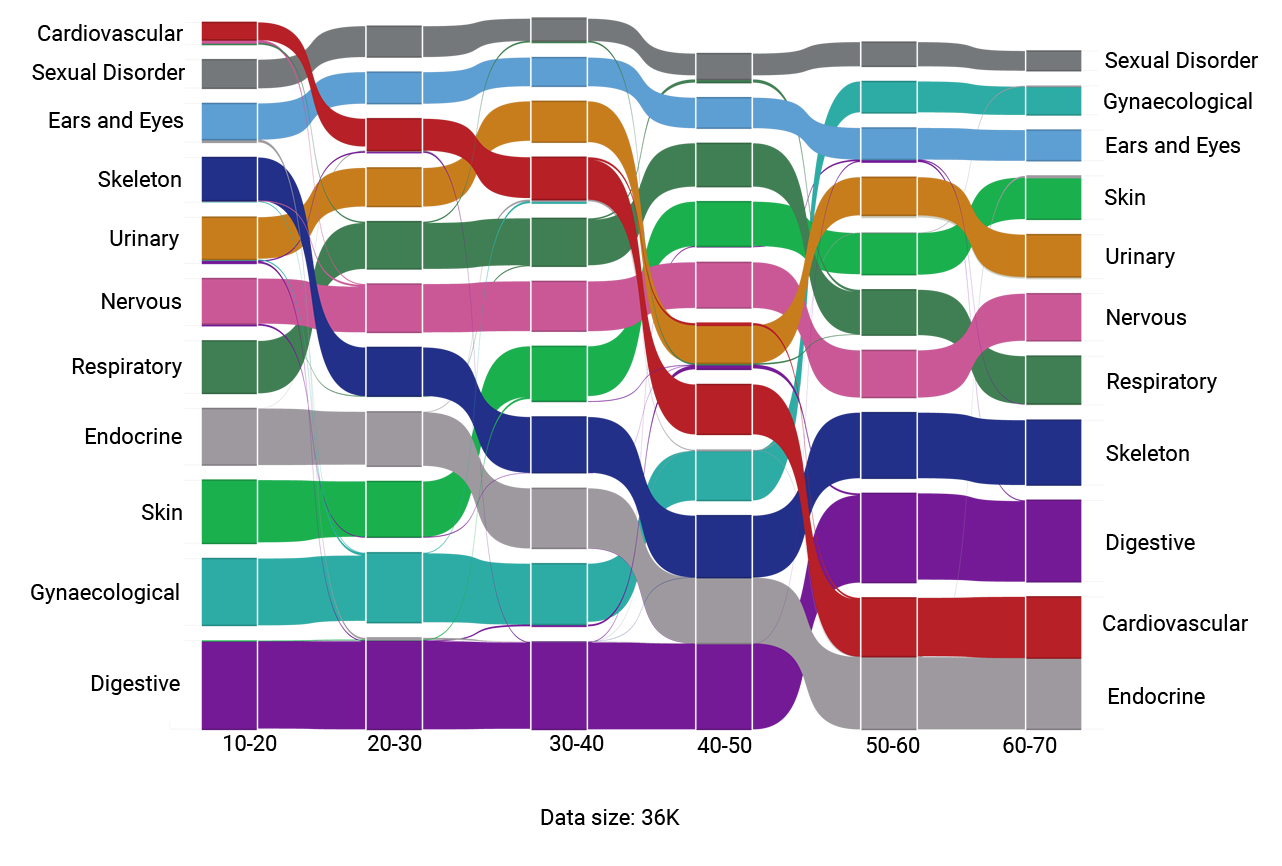 Cardiovascular
Sexual Disorder
Ears and Eyes
Skeleton
Urinary
Nervous
Respiratory
Endocrine
Skin
Gynaecological
Digestive
Sexual Disorder
Gynaecological
Ears and Eyes
Skin
Urinary
Nervous
Respiratory
Skeleton
Digestive
Cardiovascular
Endocrine
10-20 20-30 30-40 40-50 50-60 60-70
Data size: 36K